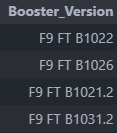 Booster_Version
F9 FT B1022
F9 FT B1026
F9 FT B1021.2
F9 FT B1031.2